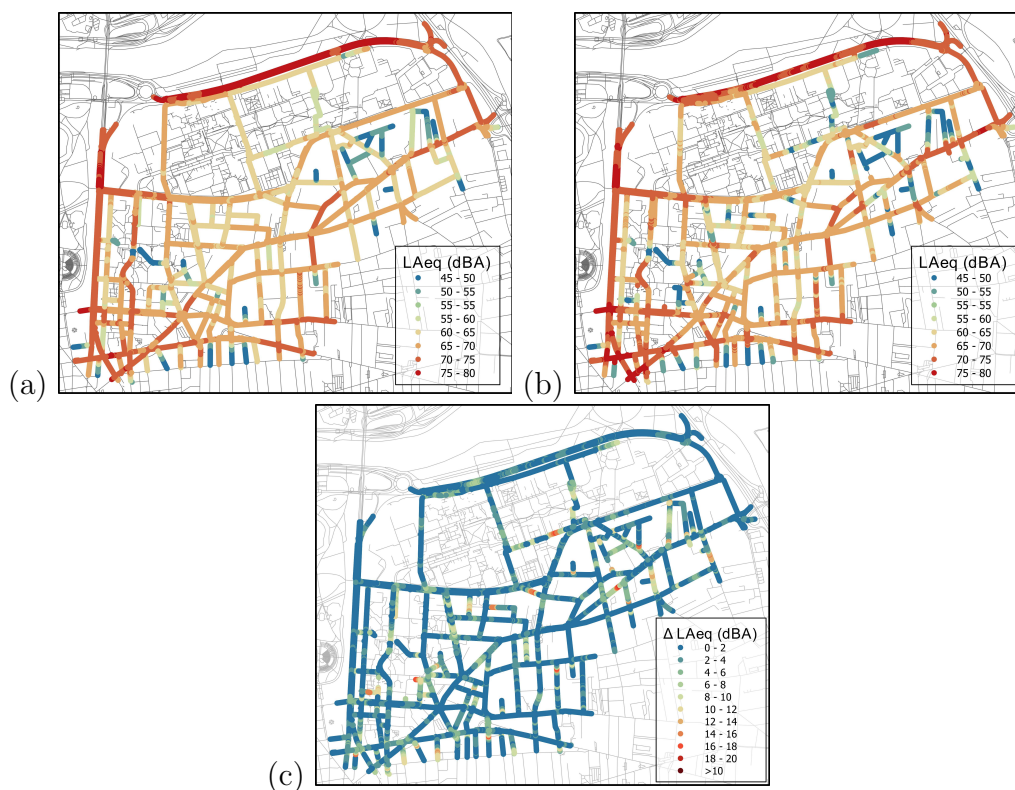 LAeq (dBA)
45 - 50
50 - 55
55 - 55
55 - 60
60 - 65
65 - 70
70 - 75
75 - 80
(a)
LAeq (dBA)
45 - 50
50 - 55
55 - 55
55 - 60
60 - 65
65 - 70
70 - 75
75 - 80
(b)
Δ LAeq (dBA)
0 - 2
2 - 4
4 - 6
6 - 8
8 - 10
10 - 12
12 - 14
14 - 16
16 - 18
18 - 20
>10
(c)